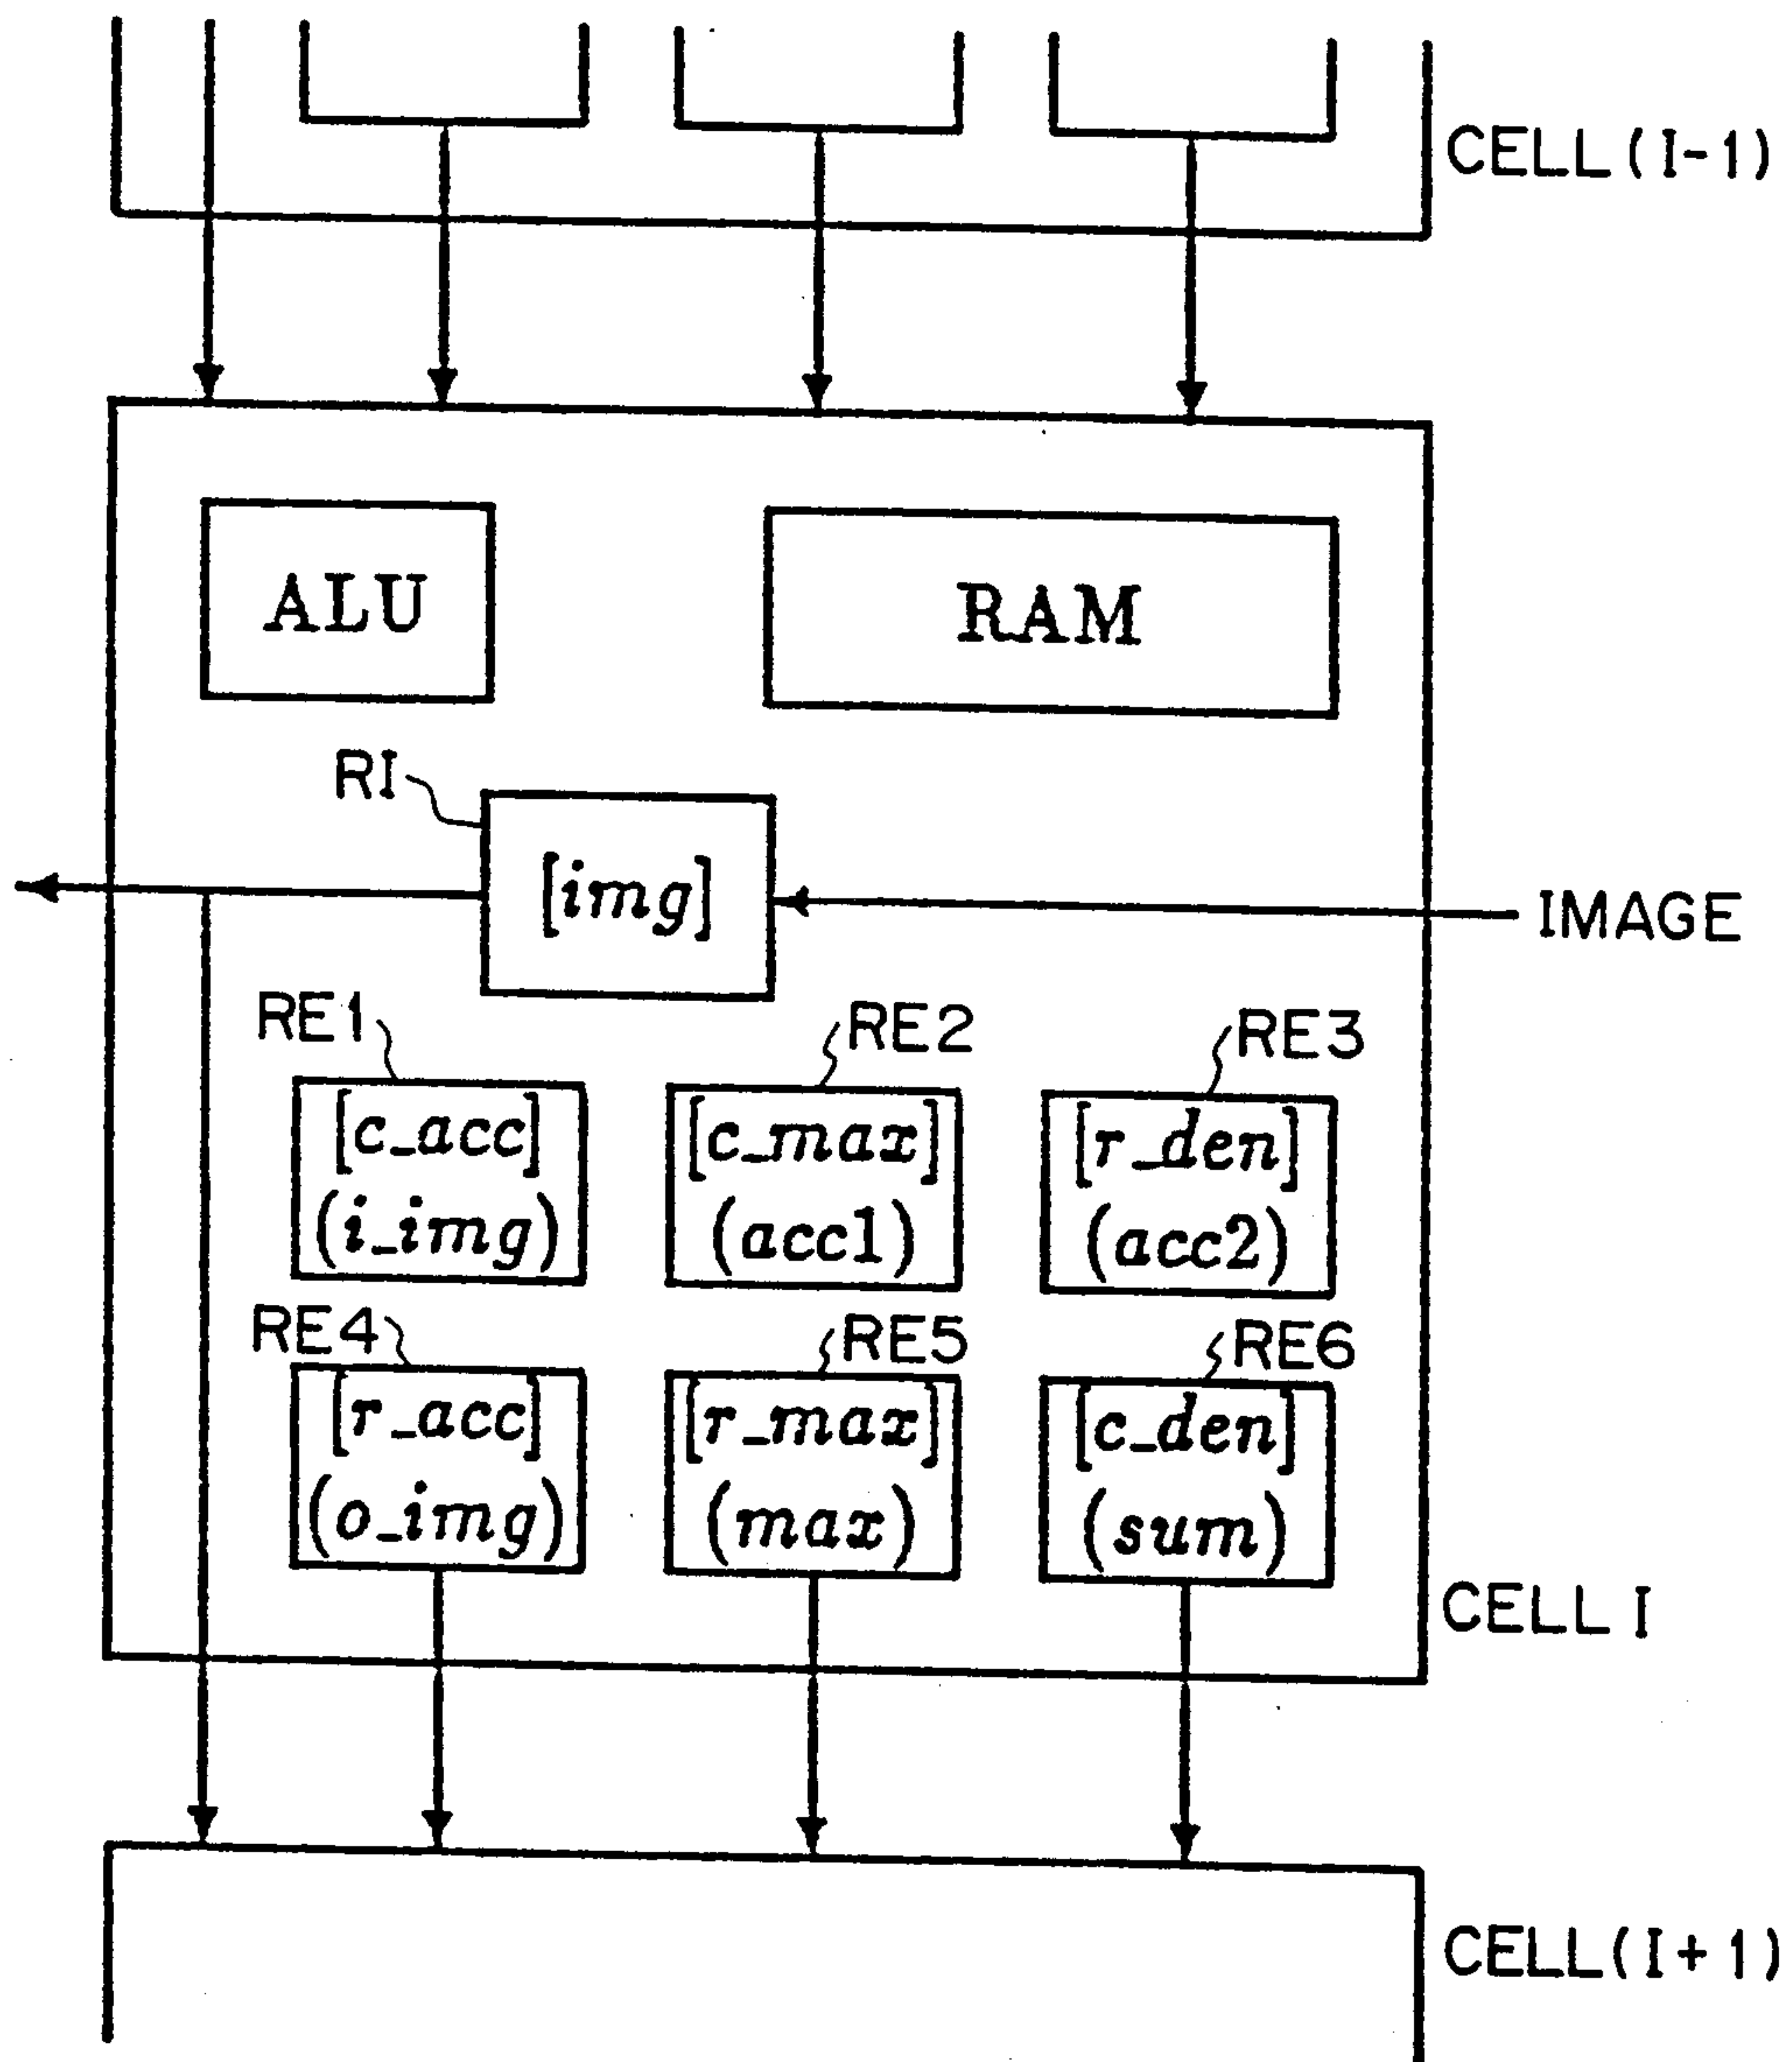 CELL(I-1)
ALU
RAM
RI
[img]
IMAGE
RE1
RE2
RE3
[c_acc]
(i_img)
[c_max]
(acc1)
[r_den]
(acc2)
RE4
RE5
RE6
[r_acc]
(o_img)
[r_max]
(max)
[c_den]
(sum)
CELL I
CELL(I+1)